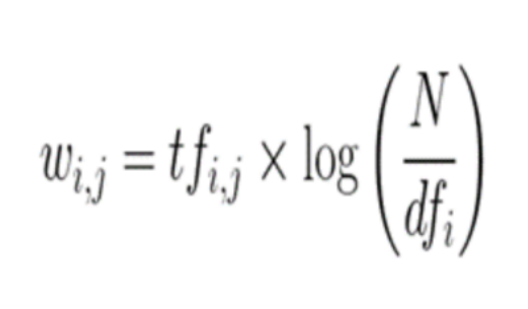 w_{i,j} = tf_{i,j} × log(N/df_i)